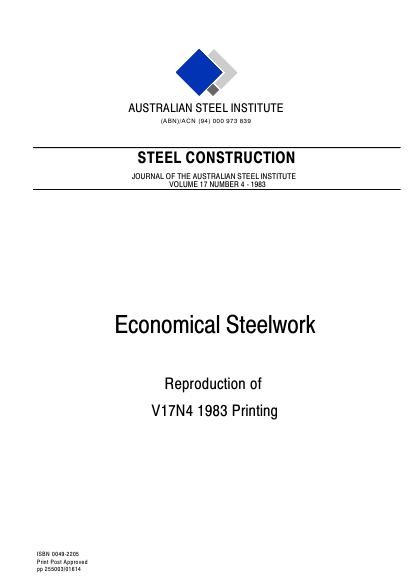 AUSTRALIAN STEEL INSTITUTE
(ABN)/ACN (94) 000 973 839
STEEL CONSTRUCTION
JOURNAL OF THE AUSTRALIAN STEEL INSTITUTE
VOLUME 17 NUMBER 4 - 1983
Economical Steelwork
Reproduction of
V17N4 1983 Printing
ISBN 0049-2205
Print Post Approved
pp 255003/01614